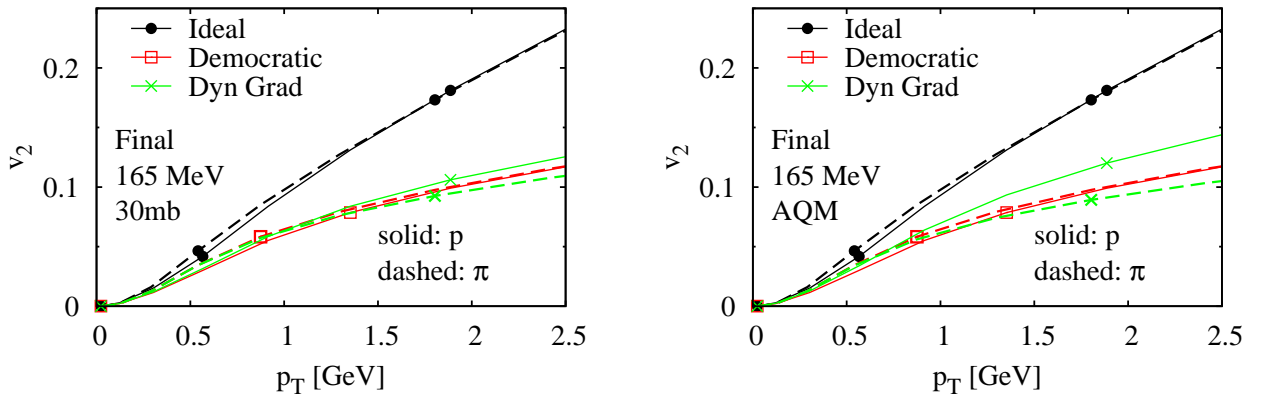 Ideal
Democratic
Dyn Grad
Final
165 MeV
30mb
solid: p
dashed: π
v2
0.2
0.1
0
0 0.5 1 1.5 2 2.5
pT [GeV]
Ideal
Democratic
Dyn Grad
Final
165 MeV
AQM
solid: p
dashed: π
v2
0.2
0.1
0
0 0.5 1 1.5 2 2.5
pT [GeV]